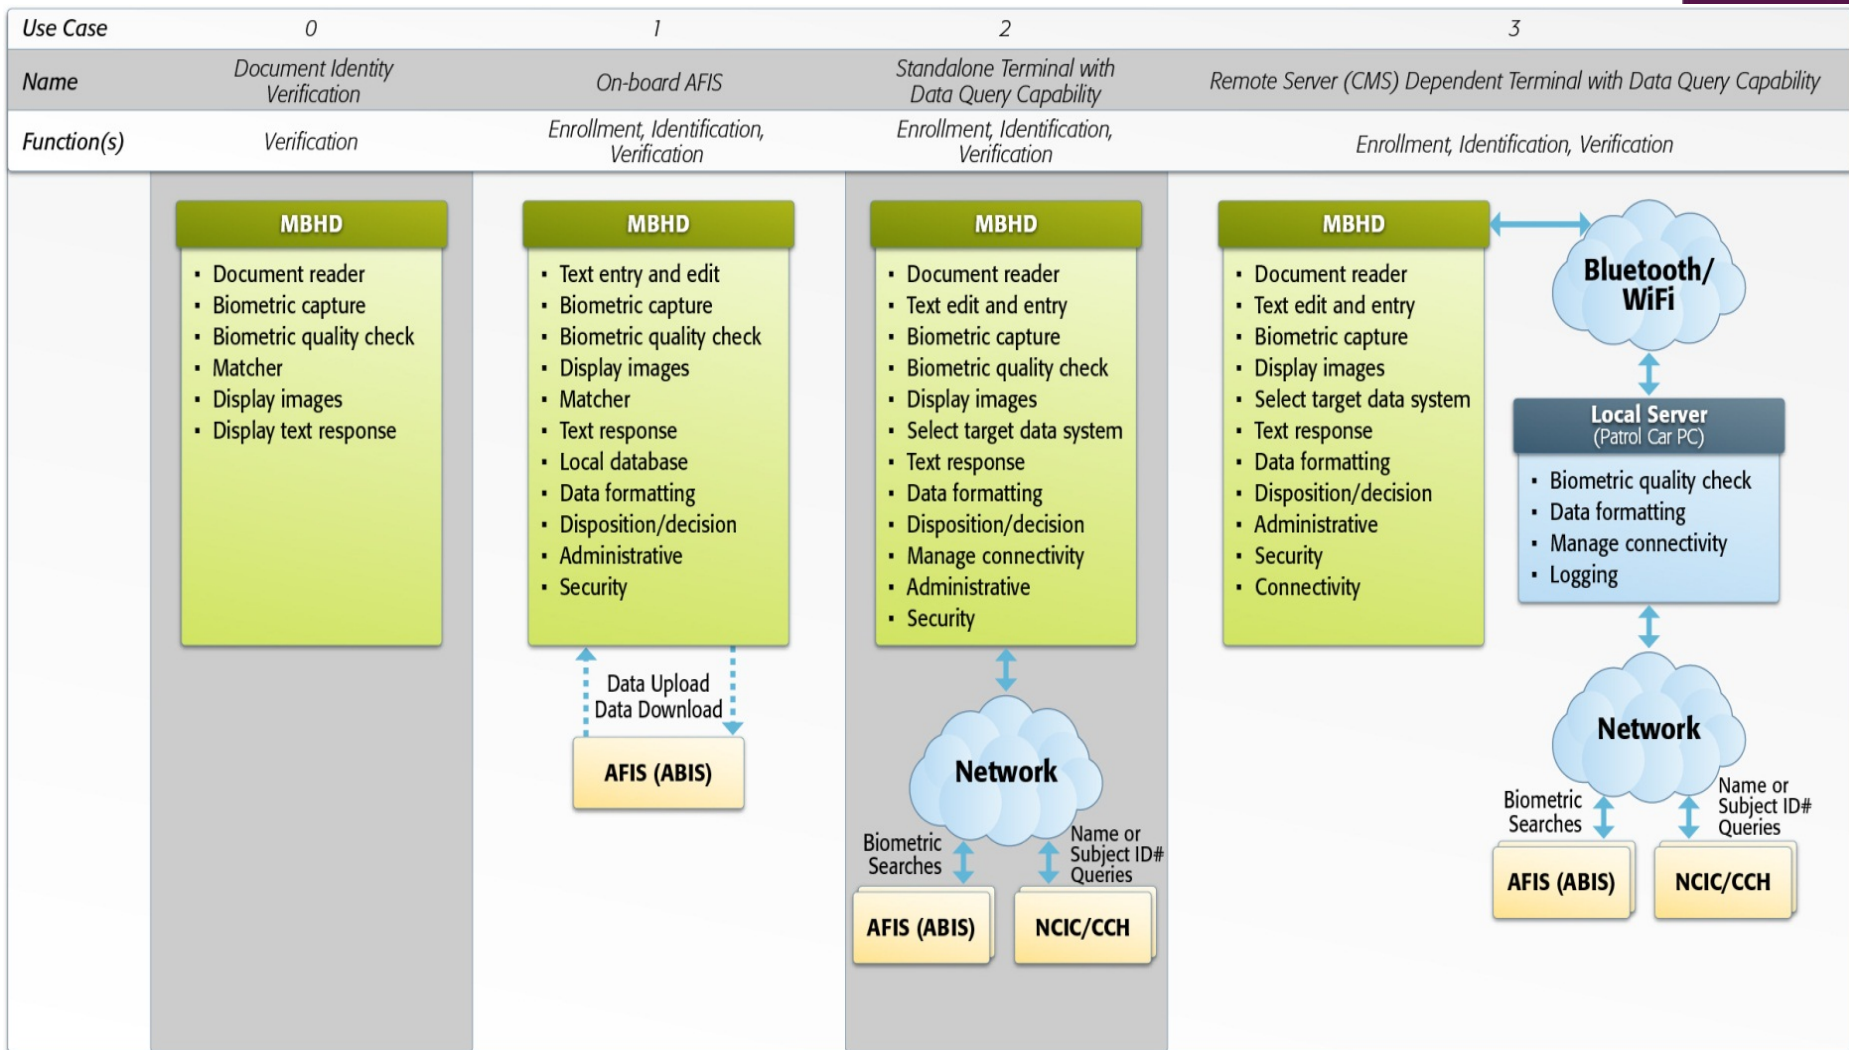 Use Case 0 1 2 3
Name
Document Identity
Verification
On-board AFIS
Standalone Terminal with
Data Query Capability
Remote Server (CMS) Dependent Terminal with Data Query Capability
Function(s)
Verification
Enrollment, Identification,
Verification
Enrollment, Identification,
Verification
Enrollment, Identification, Verification
MBHD
▪ Document reader
▪ Biometric capture
▪ Biometric quality check
▪ Matcher
▪ Display images
▪ Display text response
MBHD
▪ Text entry and edit
▪ Biometric capture
▪ Biometric quality check
▪ Display images
▪ Matcher
▪ Text response
▪ Local database
▪ Data formatting
▪ Disposition/decision
▪ Administrative
▪ Security
Data Upload
Data Download
AFIS (ABIS)
MBHD
▪ Document reader
▪ Text edit and entry
▪ Biometric capture
▪ Biometric quality check
▪ Display images
▪ Select target data system
▪ Text response
▪ Data formatting
▪ Disposition/decision
▪ Manage connectivity
▪ Administrative
▪ Security
Network
Biometric
Searches
Name or
Subject ID#
Queries
AFIS (ABIS)
NCIC/CCH
MBHD
▪ Document reader
▪ Text edit and entry
▪ Biometric capture
▪ Display images
▪ Select target data system
▪ Text response
▪ Data formatting
▪ Disposition/decision
▪ Administrative
▪ Security
▪ Connectivity
Bluetooth/
WiFi
Local Server
(Patrol Car PC)
▪ Biometric quality check
▪ Data formatting
▪ Manage connectivity
▪ Logging
Network
Biometric
Searches
Name or
Subject ID#
Queries
AFIS (ABIS)
NCIC/CCH